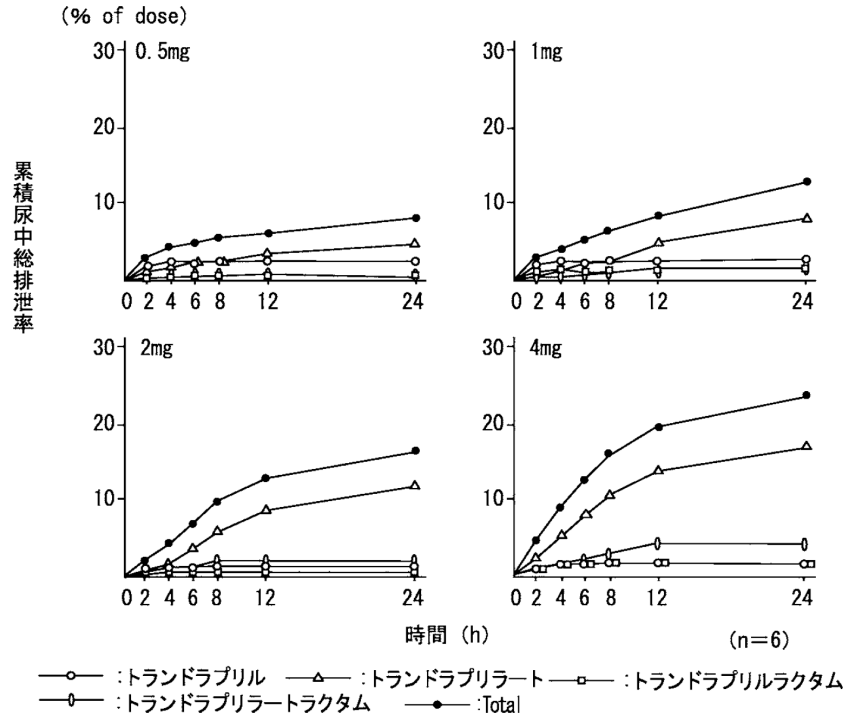 (% of dose)
累積尿中総排泄率
30
0.5mg
20
10
0 2 4 6 8 12 24
30
1mg
20
10
0 2 4 6 8 12 24
30
2mg
20
10
0 2 4 6 8 12 24
30
4mg
20
10
0 2 4 6 8 12 24
時間 (h)
(n=6)
:トランドラプリル :トランドラプリラート :トランドラプリルラクタム
:トランドラプリラートラクタム :Total